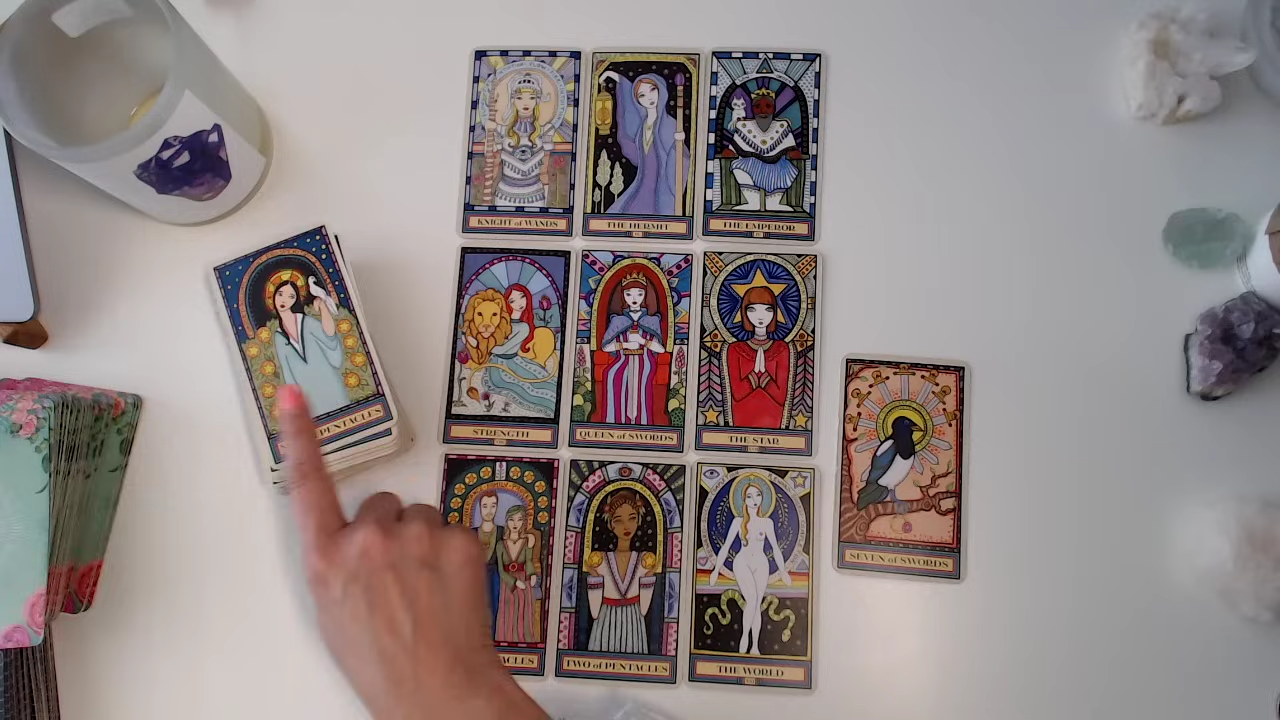 KNIGHT of WANDS
THE HERMIT
THE EMPEROR
STRENGTH
QUEEN of SWORDS
THE STAR
PENTACLES
SEVEN of SWORDS
TWO of PENTACLES
THE WORLD